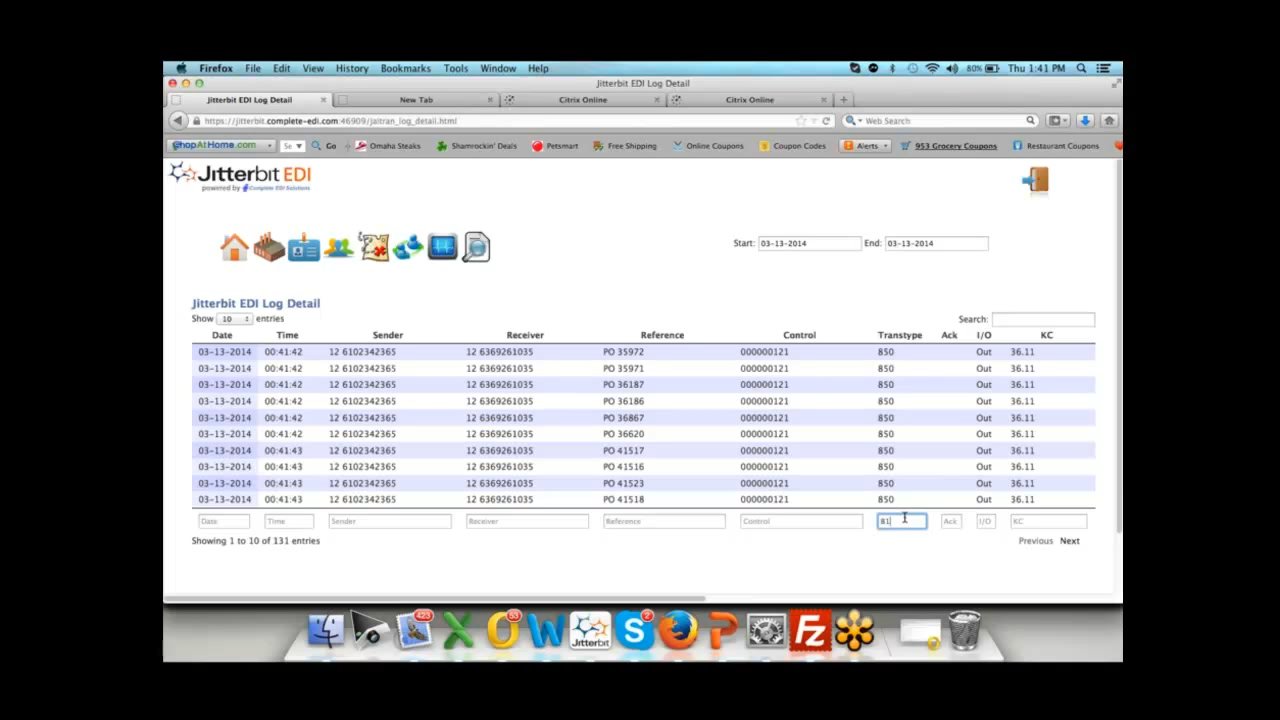 Firefox File Edit View History Bookmarks Tools Window Help 80% Thu 1:41 PM
Jitterbit EDI Log Detail
Jitterbit EDI Log Detail New Tab Citrix Online Citrix Online
https://jitterbit.complete-edi.com:46909/jaitran_log_detail.html Web Search
ShopAtHome.com Se Go Omaha Steaks Shamrockin' Deals Petsmart Free Shipping Online Coupons Coupon Codes Alerts 953 Grocery Coupons Restaurant Coupons
Jitterbit EDI
powered by Complete EDI Solutions
Start: 03-13-2014 End: 03-13-2014
Jitterbit EDI Log Detail
Show 10 entries Search:
Date Time Sender Receiver Reference Control Transtype Ack I/O KC
03-13-2014 00:41:42 12 6102342365 12 6369261035 PO 35972 000000121 850 Out 36.11
03-13-2014 00:41:42 12 6102342365 12 6369261035 PO 35971 000000121 850 Out 36.11
03-13-2014 00:41:42 12 6102342365 12 6369261035 PO 36187 000000121 850 Out 36.11
03-13-2014 00:41:42 12 6102342365 12 6369261035 PO 36186 000000121 850 Out 36.11
03-13-2014 00:41:42 12 6102342365 12 6369261035 PO 36867 000000121 850 Out 36.11
03-13-2014 00:41:42 12 6102342365 12 6369261035 PO 36620 000000121 850 Out 36.11
03-13-2014 00:41:43 12 6102342365 12 6369261035 PO 41517 000000121 850 Out 36.11
03-13-2014 00:41:43 12 6102342365 12 6369261035 PO 41516 000000121 850 Out 36.11
03-13-2014 00:41:43 12 6102342365 12 6369261035 PO 41523 000000121 850 Out 36.11
03-13-2014 00:41:43 12 6102342365 12 6369261035 PO 41518 000000121 850 Out 36.11
Date Time Sender Receiver Reference Control 81 Ack I/O KC
Showing 1 to 10 of 131 entries Previous Next
423 53 Jitterbit 2